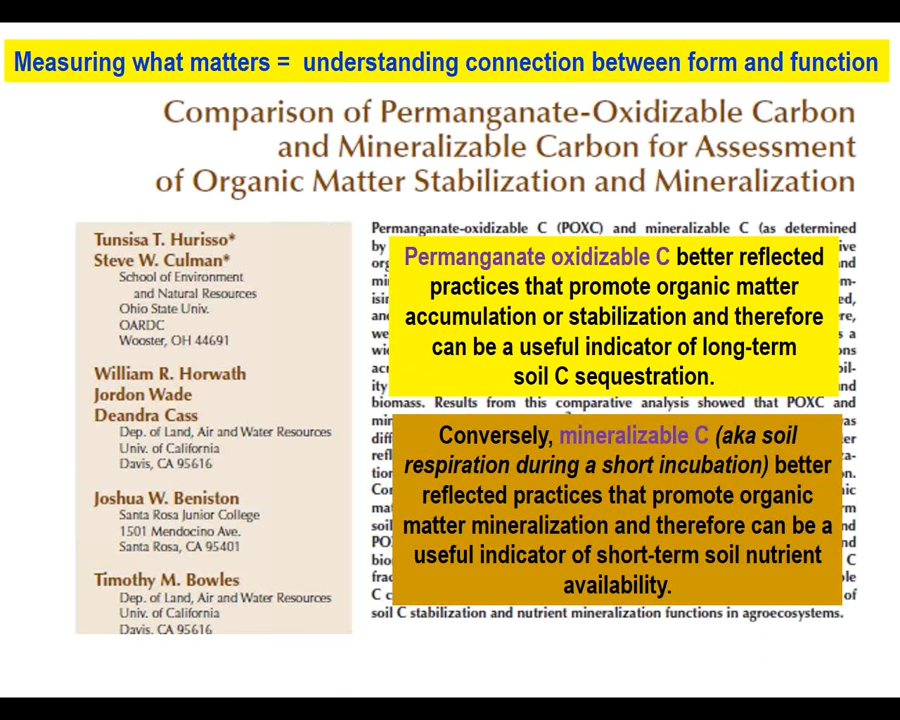 Measuring what matters = understanding connection between form and function
Comparison of Permanganate-Oxidizable Carbon
and Mineralizable Carbon for Assessment
of Organic Matter Stabilization and Mineralization
Tunsisa T. Hurisso*
Steve W. Culman*
School of Environment
and Natural Resources
Ohio State Univ.
OARDC
Wooster, OH 44691
William R. Horwath
Jordon Wade
Deandra Cass
Dep. of Land, Air and Water Resources
Univ. of California
Davis, CA 95616
Joshua W. Beniston
Santa Rosa Junior College
1501 Mendocino Ave.
Santa Rosa, CA 95401
Timothy M. Bowles
Dep. of Land, Air and Water Resources
Univ. of California
Davis, CA 95616
Permanganate-oxidizable C (POXC) and mineralizable C (as determined
by
Permanganate oxidizable C better reflected
practices that promote organic matter
accumulation or stabilization and therefore
can be a useful indicator of long-term
soil C sequestration.
biomass. Results from this comparative analysis showed that POXC and
Conversely, mineralizable C (aka soil
respiration during a short incubation) better
reflected practices that promote organic
matter mineralization and therefore can be a
useful indicator of short-term soil nutrient
availability.
soil C stabilization and nutrient mineralization functions in agroecosystems.